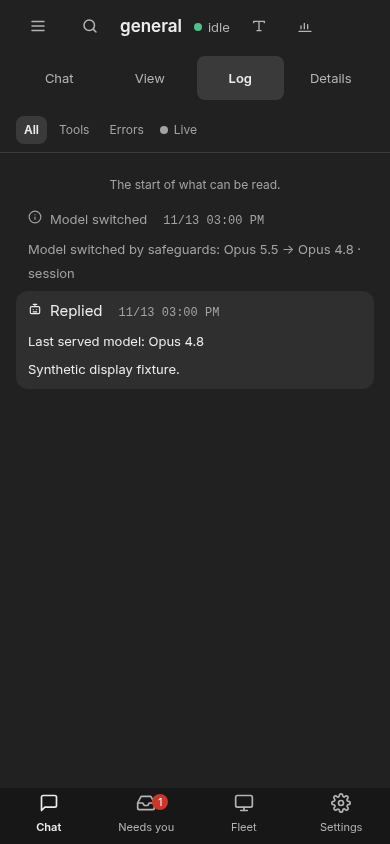 general idle
Chat View Log Details
All Tools Errors Live
The start of what can be read.
Model switched 11/13 03:00 PM
Model switched by safeguards: Opus 5.5 → Opus 4.8 ·
session
Replied 11/13 03:00 PM
Last served model: Opus 4.8
Synthetic display fixture.
1
Chat Needs you Fleet Settings